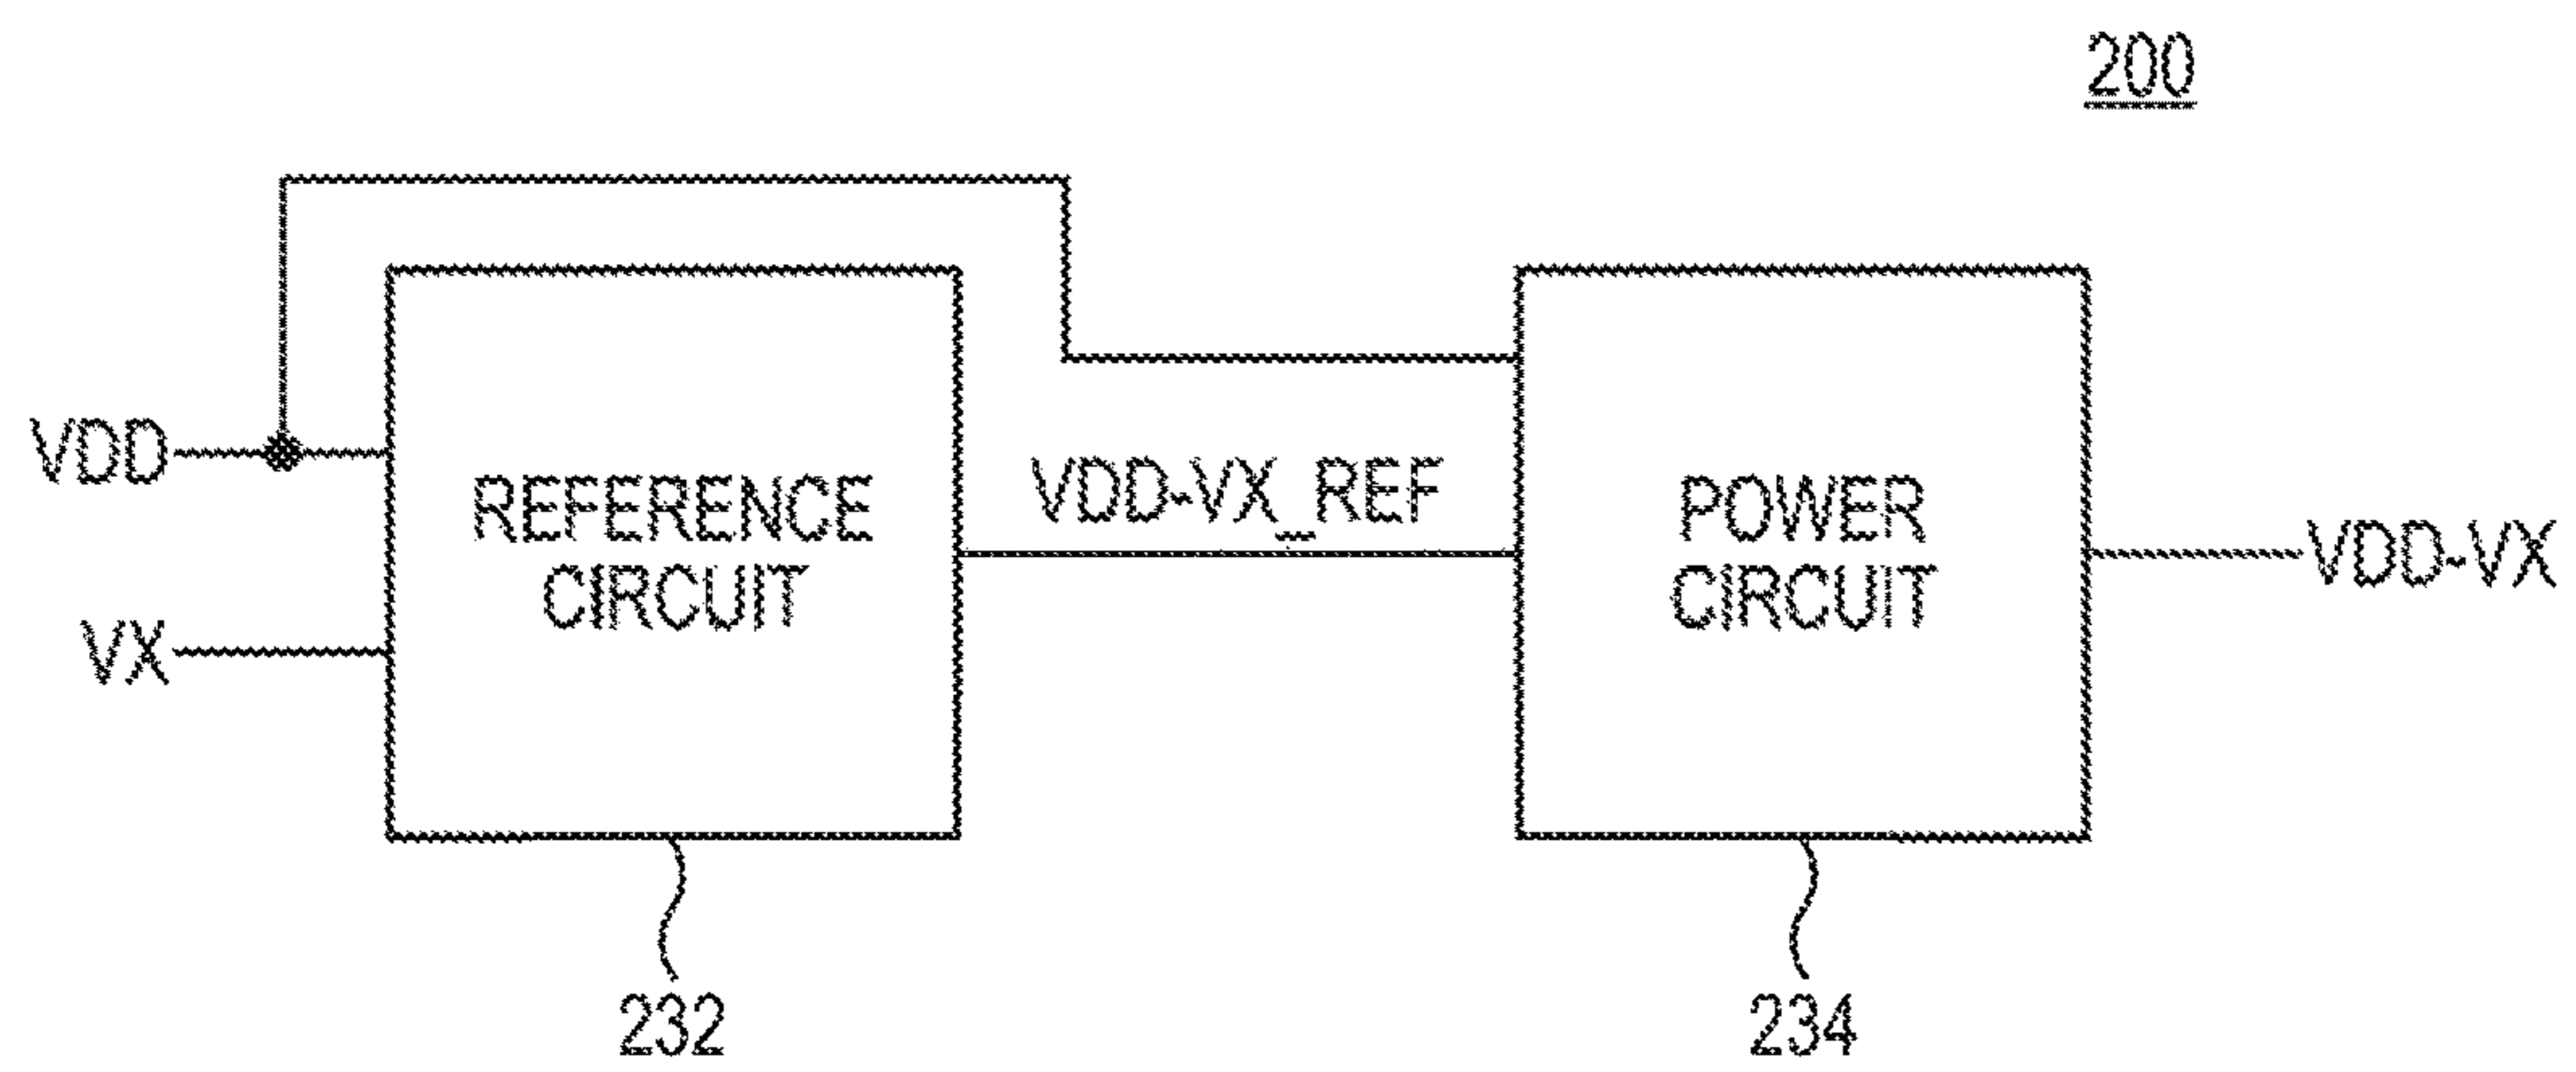 200
VDD
VX
REFERENCE
CIRCUIT
VDD-VX_REF
POWER
CIRCUIT
VDD-VX
232
234